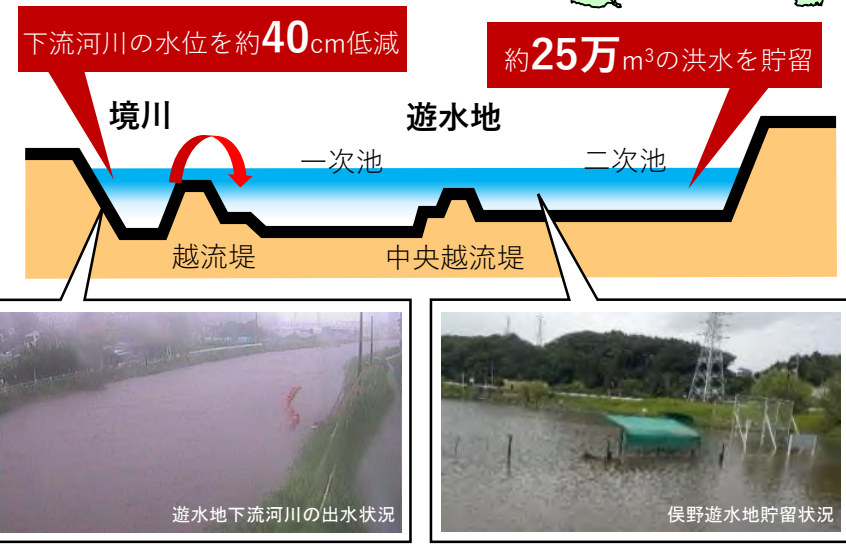 下流河川の水位を約40cm低減
約25万m³の洪水を貯留
境川
遊水地
一次池
二次池
越流堤
中央越流堤
遊水地下流河川の出水状況
俣野遊水地貯留状況